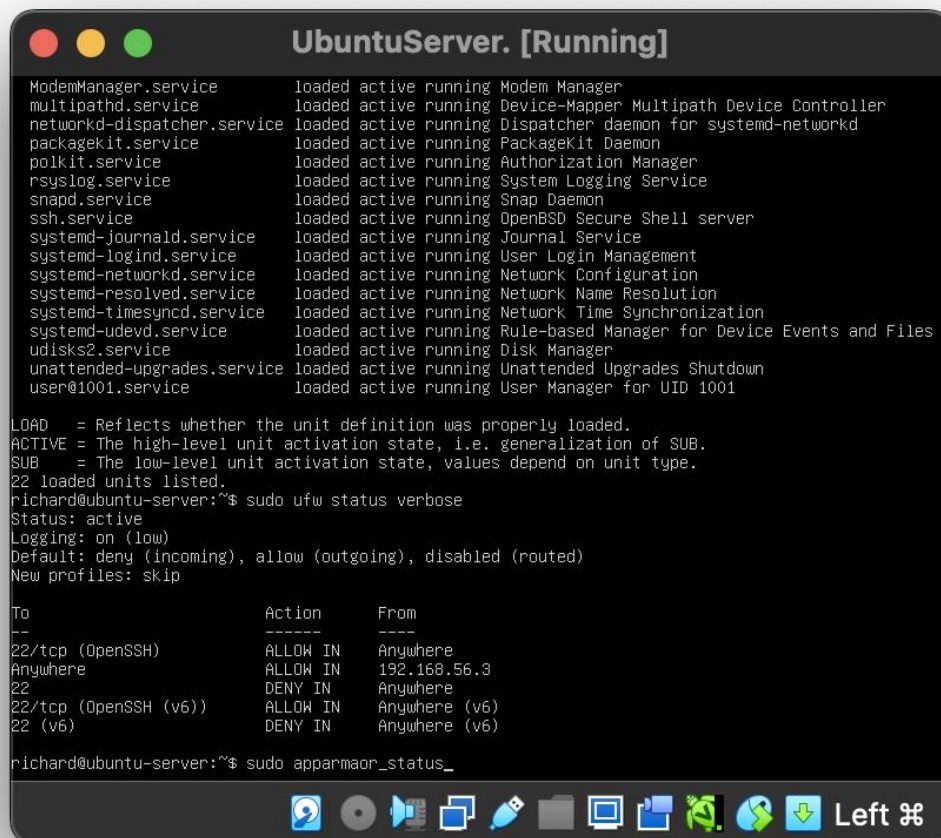 UbuntuServer. [Running]
ModemManager.service loaded active running Modem Manager
multipathd.service loaded active running Device-Mapper Multipath Device Controller
networkd-dispatcher.service loaded active running Dispatcher daemon for systemd-networkd
packagekit.service loaded active running PackageKit Daemon
polkit.service loaded active running Authorization Manager
rsyslog.service loaded active running System Logging Service
snapd.service loaded active running Snap Daemon
ssh.service loaded active running OpenBSD Secure Shell server
systemd-journald.service loaded active running Journal Service
systemd-logind.service loaded active running User Login Management
systemd-networkd.service loaded active running Network Configuration
systemd-resolved.service loaded active running Network Name Resolution
systemd-timesyncd.service loaded active running Network Time Synchronization
systemd-udevd.service loaded active running Rule-based Manager for Device Events and Files
udisks2.service loaded active running Disk Manager
unattended-upgrades.service loaded active running Unattended Upgrades Shutdown
user@1001.service loaded active running User Manager for UID 1001
LOAD = Reflects whether the unit definition was properly loaded.
ACTIVE = The high-level unit activation state, i.e. generalization of SUB.
SUB = The low-level unit activation state, values depend on unit type.
22 loaded units listed.
richard@ubuntu-server:~$ sudo ufw status verbose
Status: active
Logging: on (low)
Default: deny (incoming), allow (outgoing), disabled (routed)
New profiles: skip
To Action From
-- ------ ----
22/tcp (OpenSSH) ALLOW IN Anywhere
Anywhere ALLOW IN 192.168.56.3
22 DENY IN Anywhere
22/tcp (OpenSSH (v6)) ALLOW IN Anywhere (v6)
22 (v6) DENY IN Anywhere (v6)
richard@ubuntu-server:~$ sudo apparmaor_status_
Left ⌘